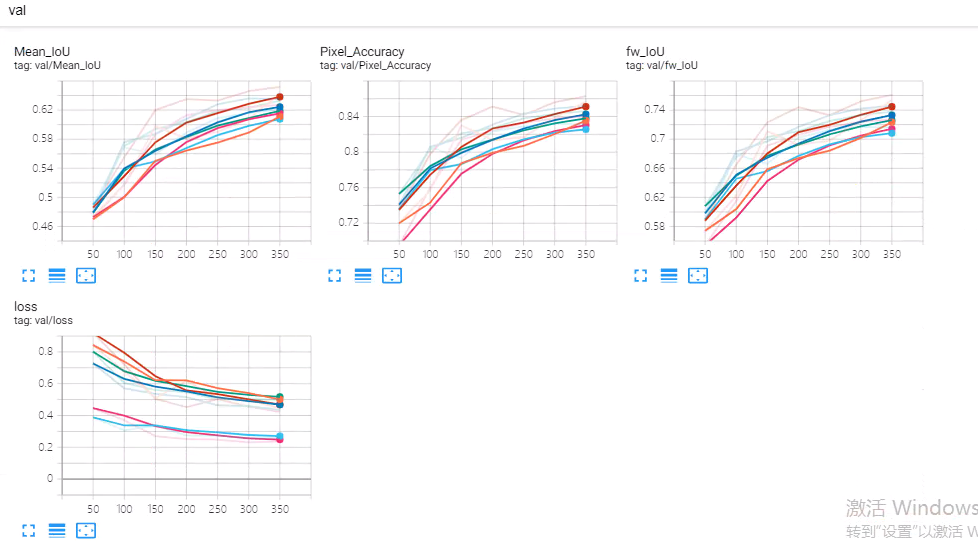 val
Mean_IoU
tag: val/Mean_IoU
0.62
0.58
0.54
0.5
0.46
50 100 150 200 250 300 350
Pixel_Accuracy
tag: val/Pixel_Accuracy
0.84
0.8
0.76
0.72
50 100 150 200 250 300 350
fw_IoU
tag: val/fw_IoU
0.74
0.7
0.66
0.62
0.58
50 100 150 200 250 300 350
loss
tag: val/loss
0.8
0.6
0.4
0.2
0
50 100 150 200 250 300 350
激活 Windows
转到"设置"以激活 W